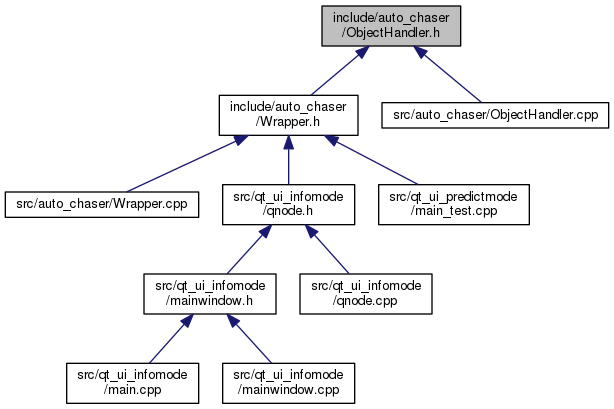 include/auto_chaser
/ObjectHandler.h
include/auto_chaser
/Wrapper.h
src/auto_chaser/ObjectHandler.cpp
src/auto_chaser/Wrapper.cpp
src/qt_ui_infomode
/qnode.h
src/qt_ui_predictmode
/main_test.cpp
src/qt_ui_infomode
/mainwindow.h
src/qt_ui_infomode
/qnode.cpp
src/qt_ui_infomode
/main.cpp
src/qt_ui_infomode
/mainwindow.cpp